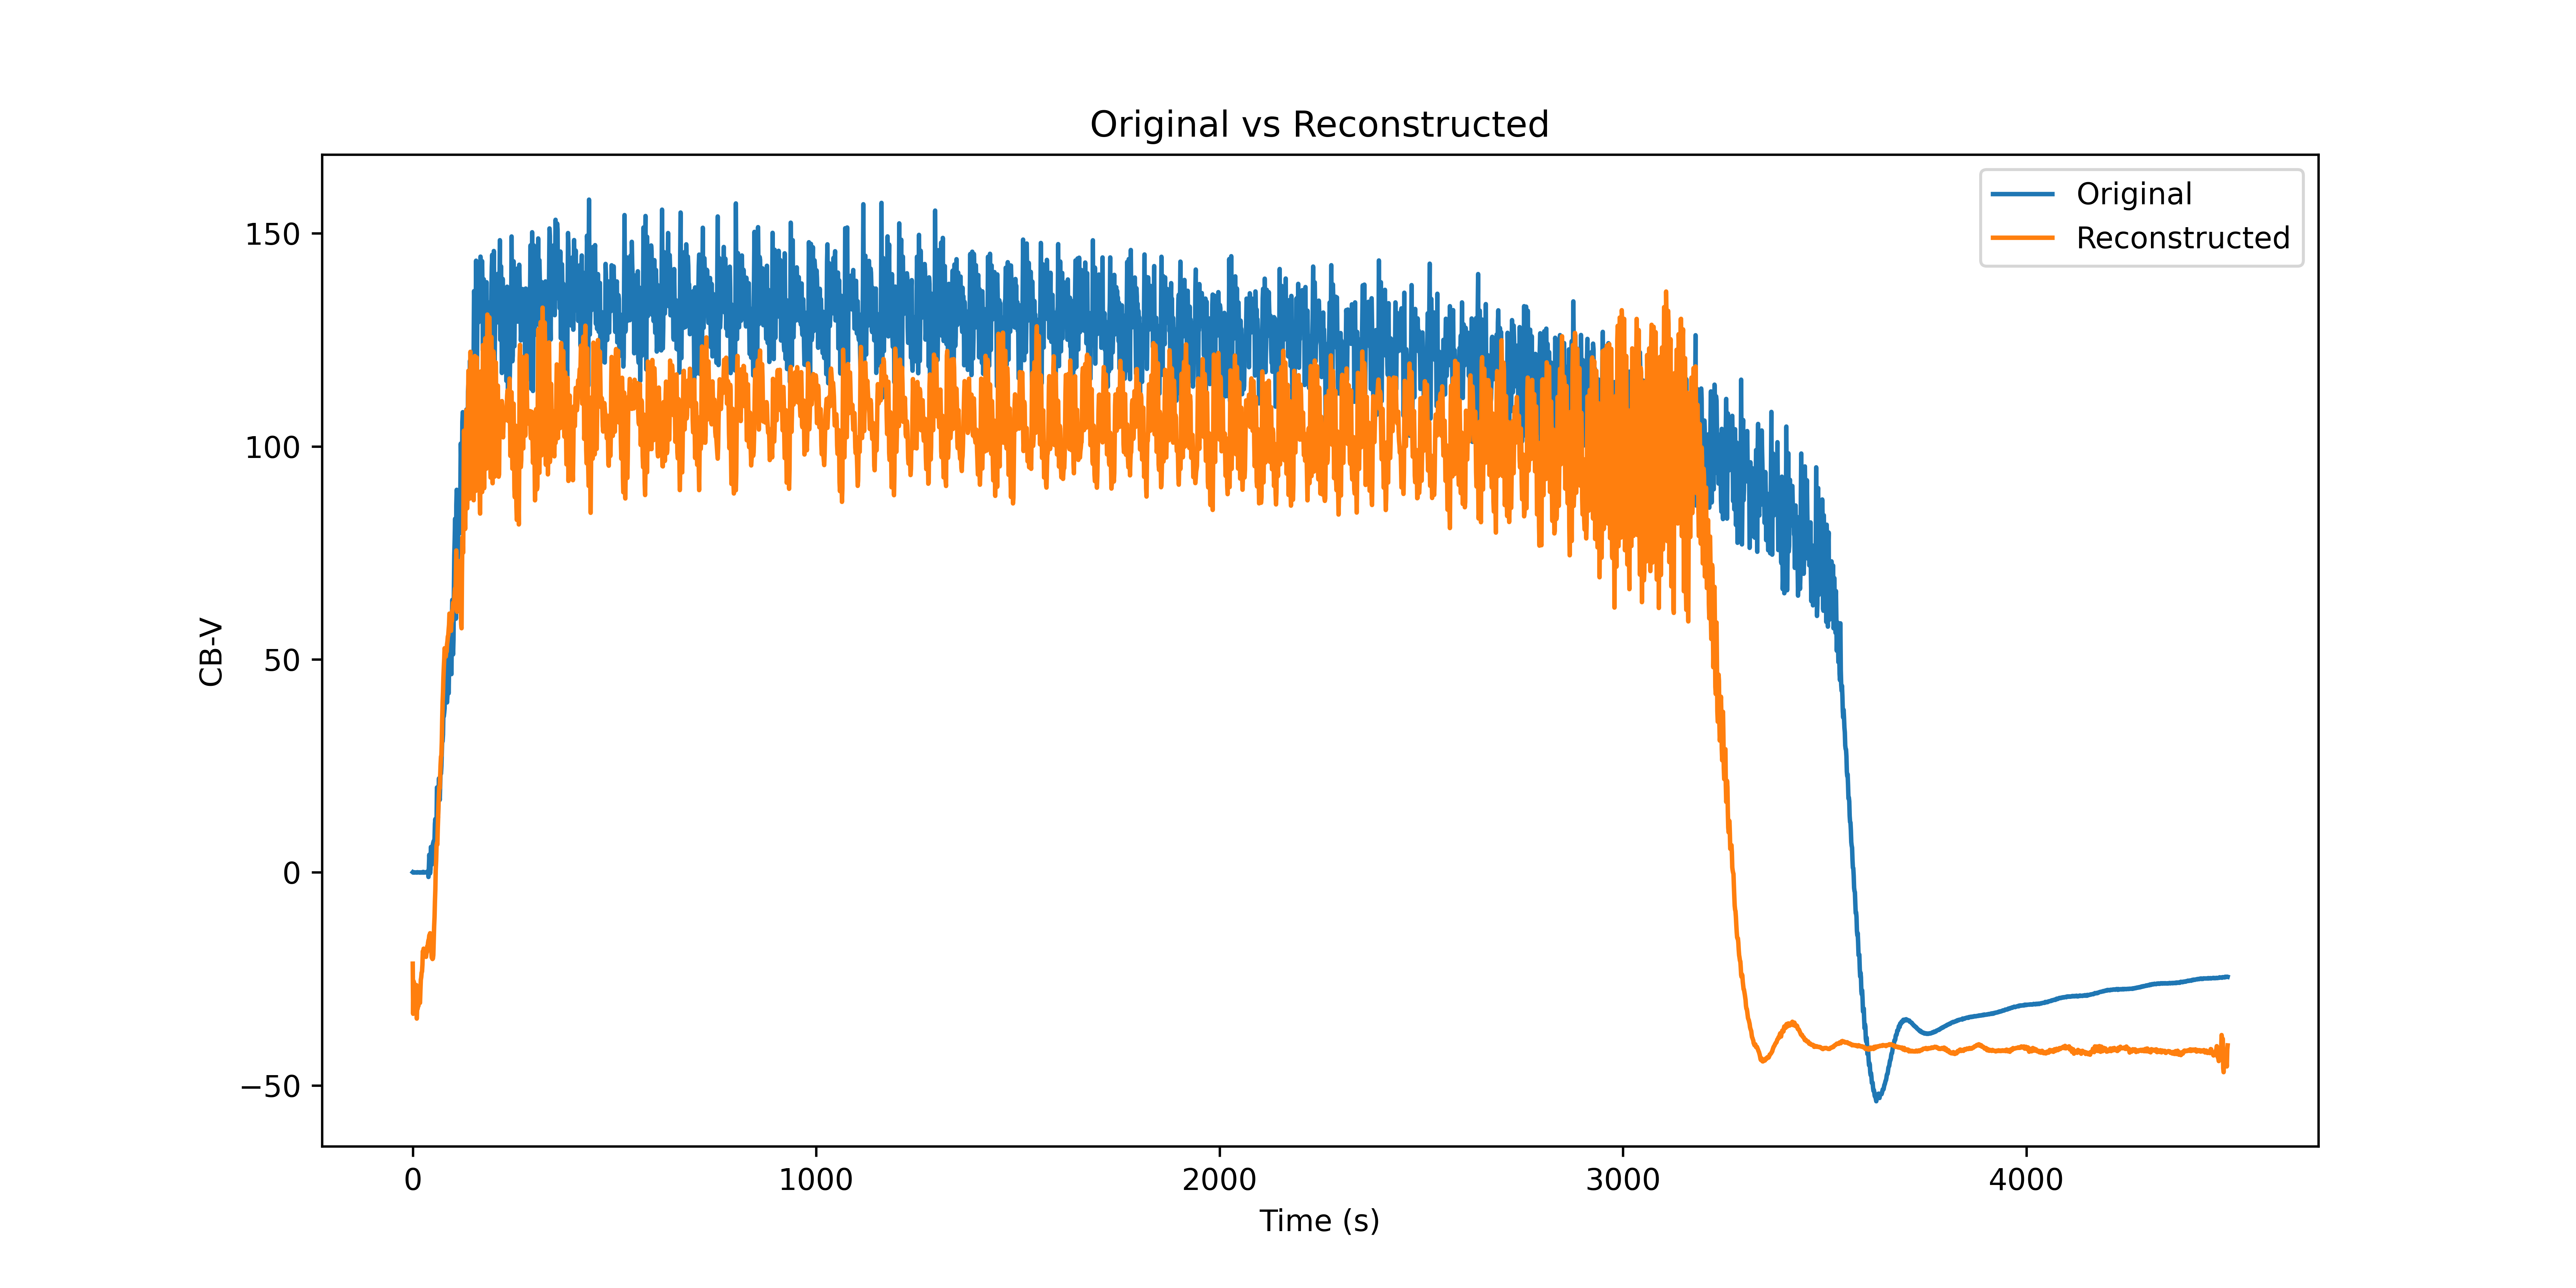 Original vs Reconstructed
Original
Reconstructed
150
100
50
0
−50
CB-V
0
1000
2000
3000
4000
Time (s)